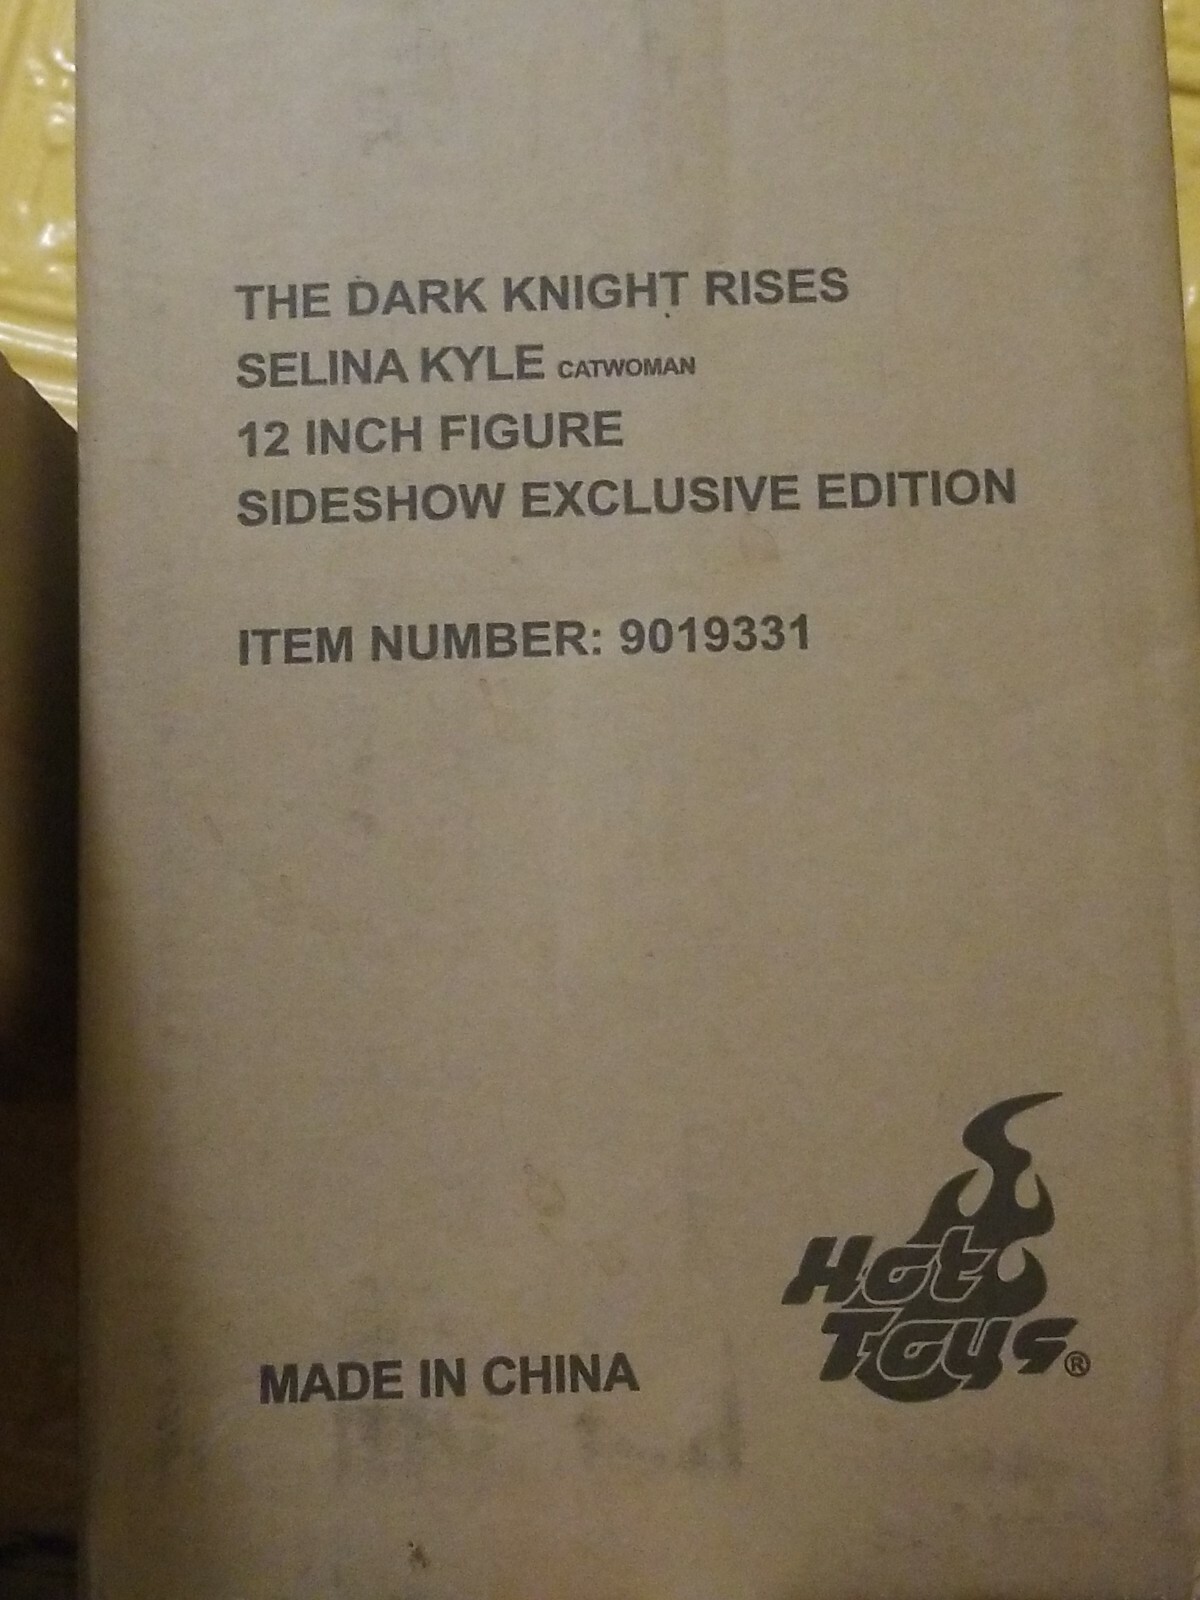 THE DARK KNIGHT RISES
SELINA KYLE CATWOMAN
12 INCH FIGURE
SIDESHOW EXCLUSIVE EDITION
ITEM NUMBER: 9019331
Hot
Toys®
MADE IN CHINA